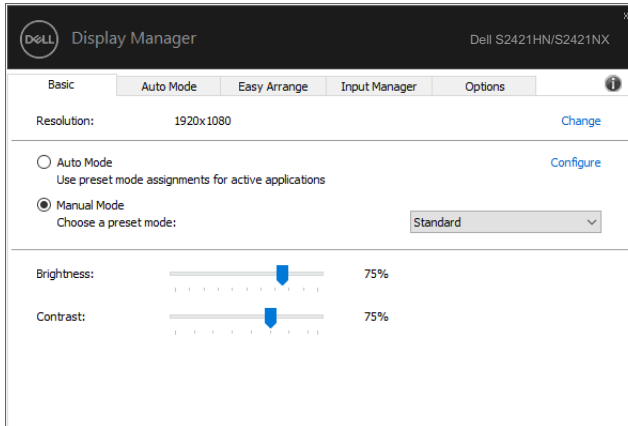 DELL Display Manager Dell S2421HN/S2421NX x
Basic Auto Mode Easy Arrange Input Manager Options i
Resolution: 1920x1080 Change
Auto Mode Configure
Use preset mode assignments for active applications
Manual Mode
Choose a preset mode: Standard
Brightness: 75%
Contrast: 75%